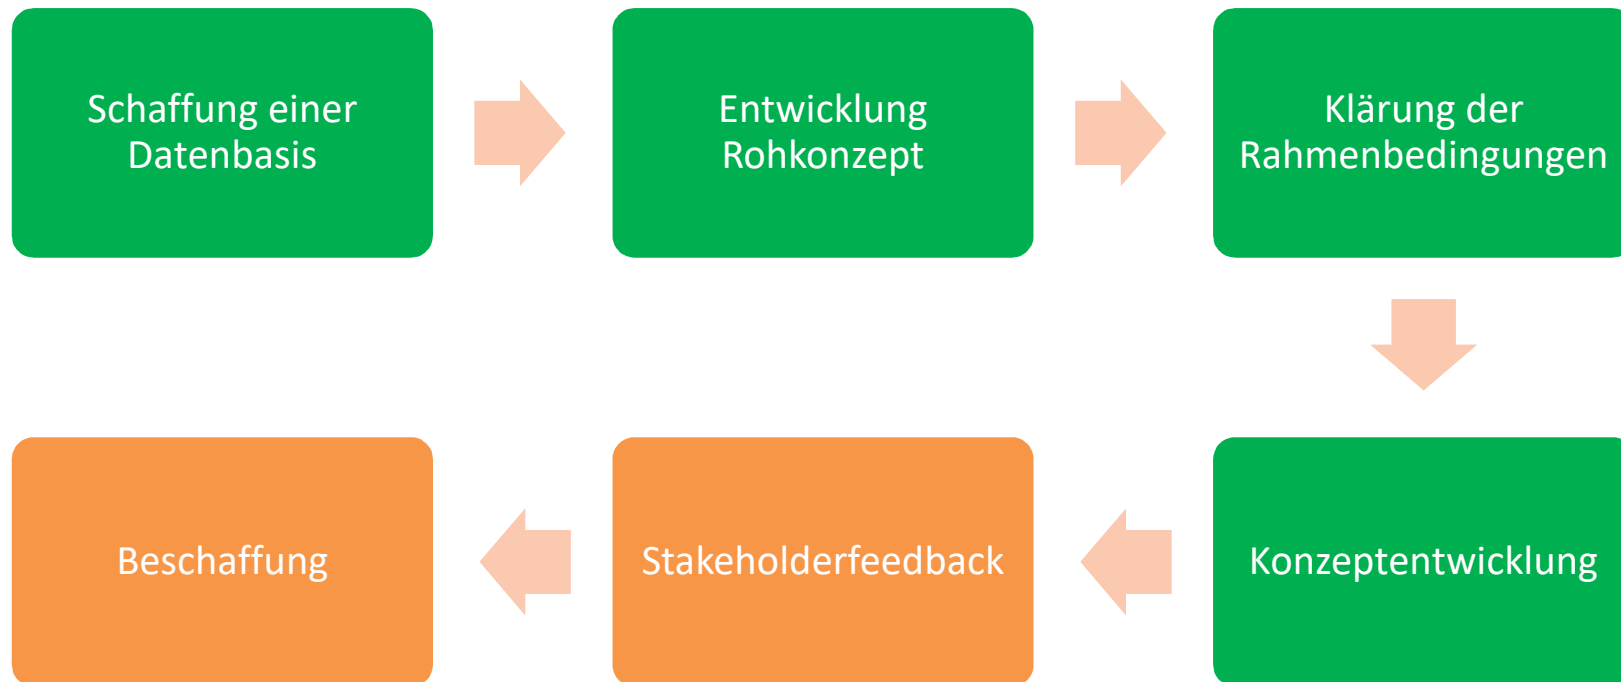 Schaffung einer
Datenbasis
Entwicklung
Rohkonzept
Klärung der
Rahmenbedingungen
Konzeptentwicklung
Stakeholderfeedback
Beschaffung